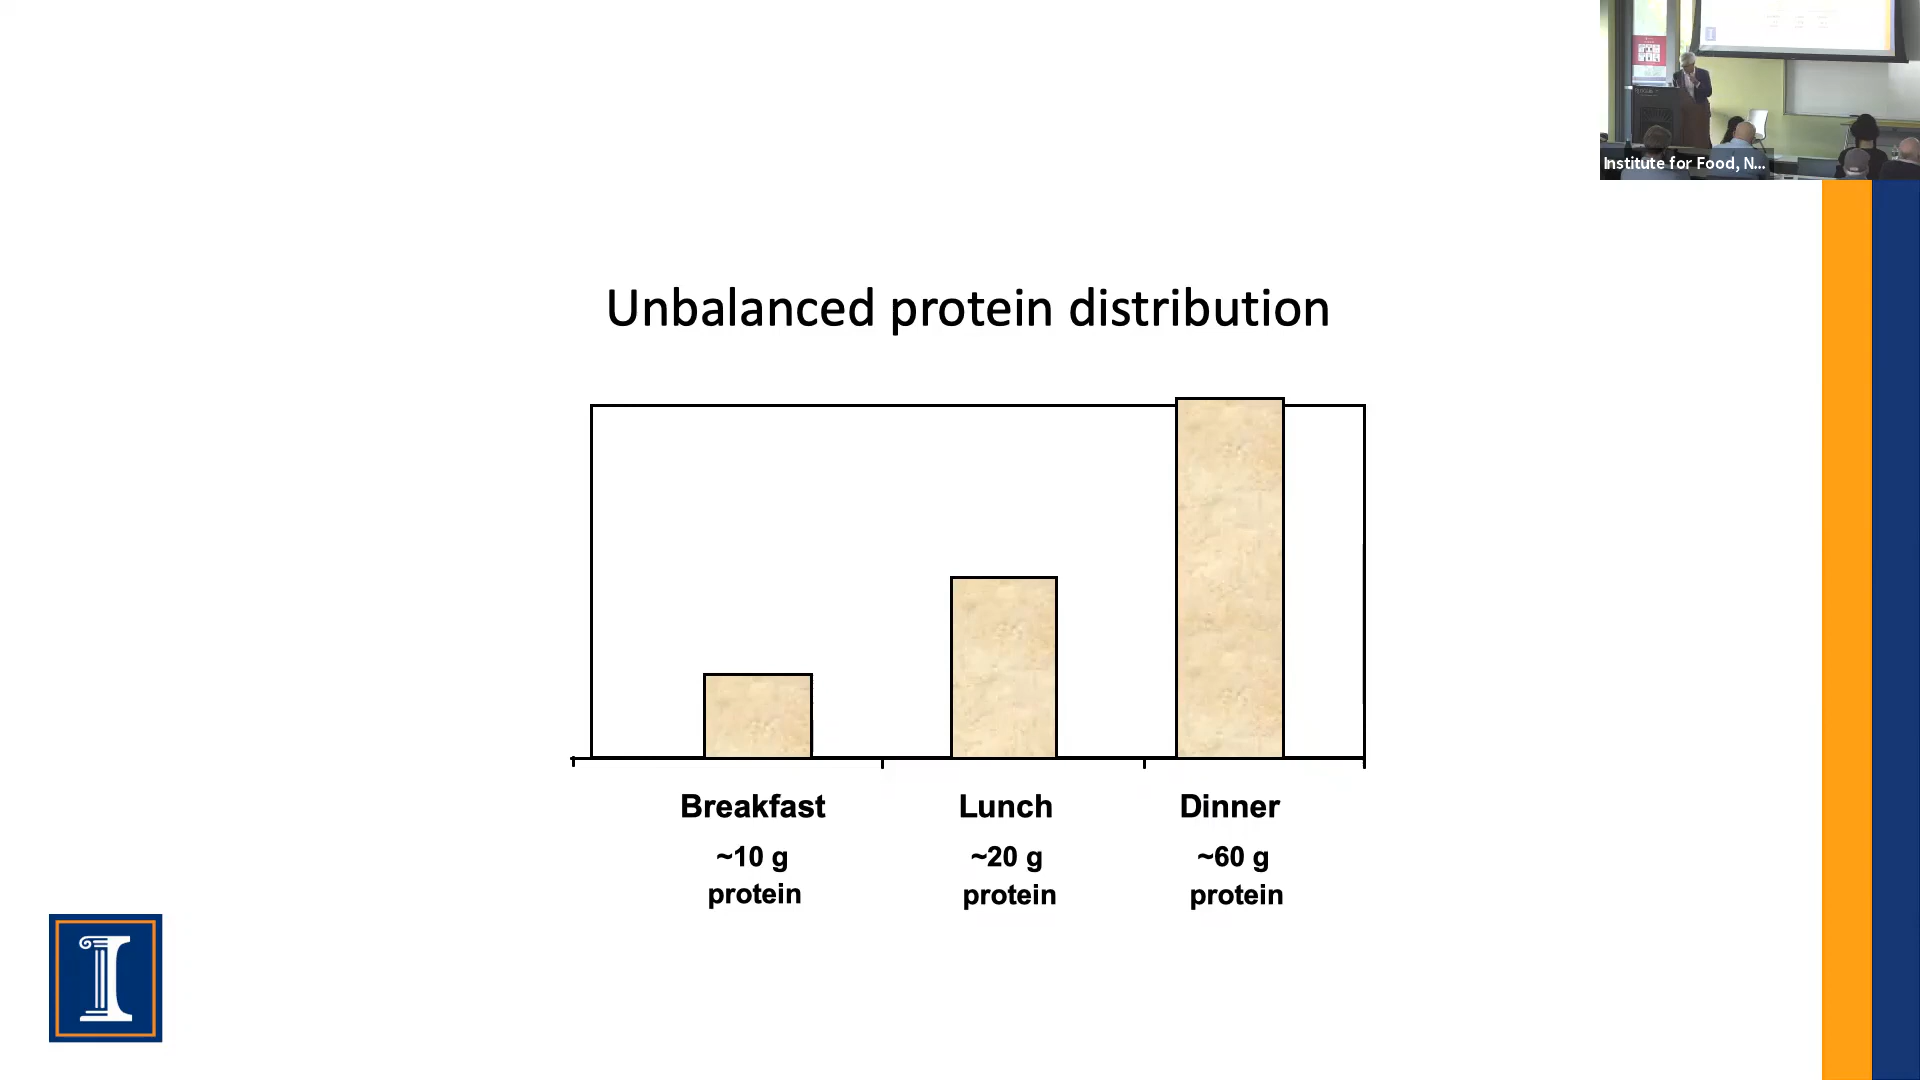 Institute for Food, N...
Unbalanced protein distribution
Breakfast
Lunch
Dinner
~10 g
protein
~20 g
protein
~60 g
protein